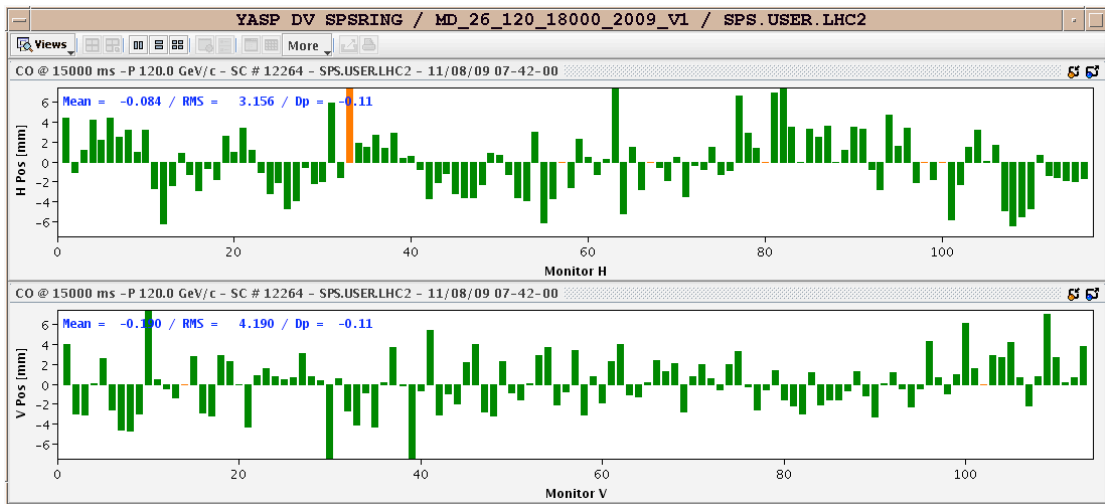 YASP DV SPSRING / MD_26_120_18000_2009_V1 / SPS.USER.LHC2
Views More
CO @ 15000 ms -P 120.0 GeV/c - SC # 12264 - SPS.USER.LHC2 - 11/08/09 07-42-00
Mean = -0.084 / RMS = 3.156 / Dp = -0.11
H Pos [mm]
6
4
2
0
-2
-4
-6
0 20 40 60 80 100
Monitor H
CO @ 15000 ms -P 120.0 GeV/c - SC # 12264 - SPS.USER.LHC2 - 11/08/09 07-42-00
Mean = -0.190 / RMS = 4.190 / Dp = -0.11
V Pos [mm]
6
4
2
0
-2
-4
-6
0 20 40 60 80 100
Monitor V